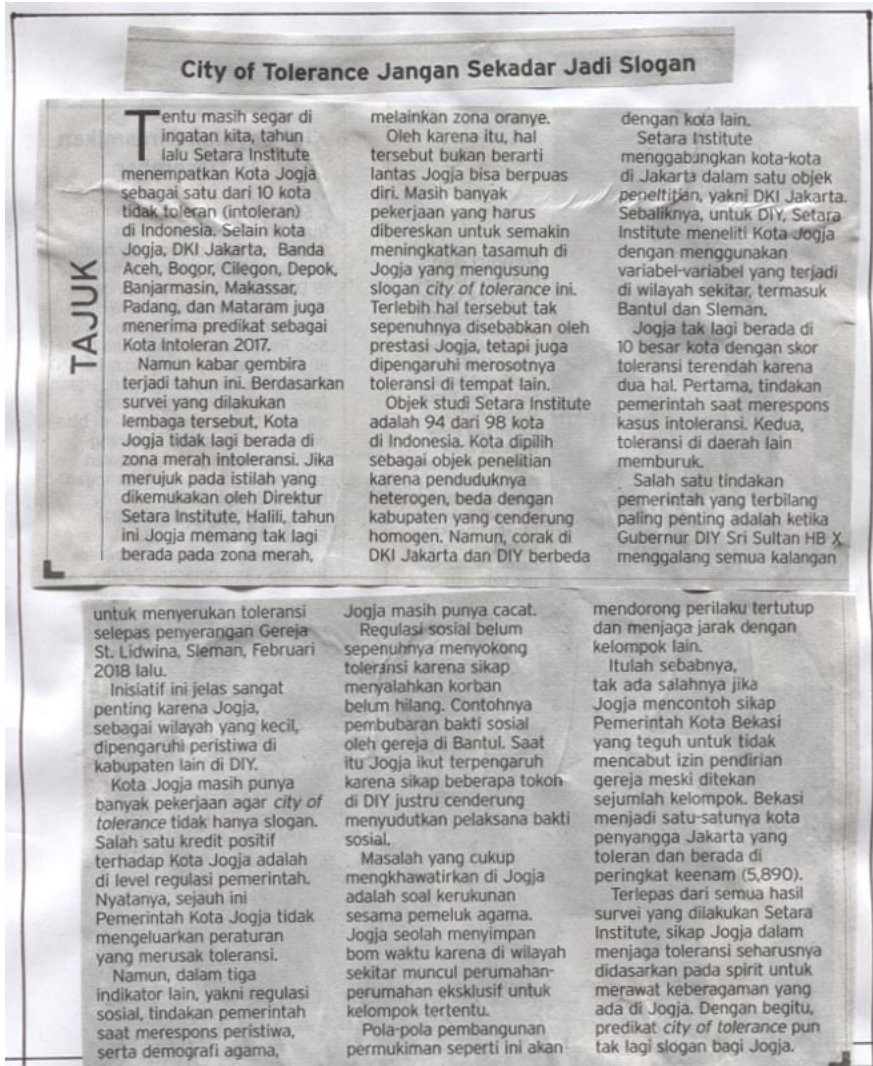 City of Tolerance Jangan Sekadar Jadi Slogan
TAJUK
Tentu masih segar di
ingatan kita, tahun
lalu Setara Institute
menempatkan Kota Jogja
sebagai satu dari 10 kota
tidak toleran (intoleran)
di Indonesia. Selain kota
Jogja, DKI Jakarta, Banda
Aceh, Bogor, Cilegon, Depok,
Banjarmasin, Makassar,
Padang, dan Mataram juga
menerima predikat sebagai
Kota Intoleran 2017.
Namun kabar gembira
terjadi tahun ini. Berdasarkan
survei yang dilakukan
lembaga tersebut, Kota
Jogja tidak lagi berada di
zona merah intoleransi. Jika
merujuk pada istilah yang
dikemukakan oleh Direktur
Setara Institute, Halili, tahun
ini Jogja memang tak lagi
berada pada zona merah,
melainkan zona oranye.
Oleh karena itu, hal
tersebut bukan berarti
lantas Jogja bisa berpuas
diri. Masih banyak
pekerjaan yang harus
dibereskan untuk semakin
meningkatkan tasamuh di
Jogja yang mengusung
slogan city of tolerance ini.
Terlebih hal tersebut tak
sepenuhnya disebabkan oleh
prestasi Jogja, tetapi juga
dipengaruhi merosotnya
toleransi di tempat lain.
Objek studi Setara Institute
adalah 94 dari 98 kota
di Indonesia. Kota dipilih
sebagai objek penelitian
karena penduduknya
heterogen, beda dengan
kabupaten yang cenderung
homogen. Namun, corak di
DKI Jakarta dan DIY berbeda
dengan kota lain.
Setara Institute
menggabungkan kota-kota
di Jakarta dalam satu objek
peneltitian, yakni DKI Jakarta.
Sebaliknya, untuk DIY, Setara
Institute meneliti Kota Jogja
dengan menggunakan
variabel-variabel yang terjadi
di wilayah sekitar, termasuk
Bantul dan Sleman.
Jogja tak lagi berada di
10 besar kota dengan skor
toleransi terendah karena
dua hal. Pertama, tindakan
pemerintah saat merespons
kasus intoleransi. Kedua,
toleransi di daerah lain
memburuk.
Salah satu tindakan
pemerintah yang terbilang
paling penting adalah ketika
Gubernur DIY Sri Sultan HB X
menggalang semua kalangan
untuk menyerukan toleransi
selepas penyerangan Gereja
St. Lidwina, Sleman, Februari
2018 lalu.
Inisiatif ini jelas sangat
penting karena Jogja,
sebagai wilayah yang kecil,
dipengaruhi peristiwa di
kabupaten lain di DIY.
Kota Jogja masih punya
banyak pekerjaan agar city of
tolerance tidak hanya slogan.
Salah satu kredit positif
terhadap Kota Jogja adalah
di level regulasi pemerintah.
Nyatanya, sejauh ini
Pemerintah Kota Jogja tidak
mengeluarkan peraturan
yang merusak toleransi.
Namun, dalam tiga
indikator lain, yakni regulasi
sosial, tindakan pemerintah
saat merespons peristiwa,
serta demografi agama,
Jogja masih punya cacat.
Regulasi sosial belum
sepenuhnya menyokong
toleransi karena sikap
menyalahkan korban
belum hilang. Contohnya
pembubaran bakti sosial
oleh gereja di Bantul. Saat
itu Jogja ikut terpengaruh
karena sikap beberapa tokoh
di DIY justru cenderung
menyudutkan pelaksana bakti
sosial.
Masalah yang cukup
mengkhawatirkan di Jogja
adalah soal kerukunan
sesama pemeluk agama.
Jogja seolah menyimpan
bom waktu karena di wilayah
sekitar muncul perumahan-
perumahan eksklusif untuk
kelompok tertentu.
Pola-pola pembangunan
permukiman seperti ini akan
mendorong perilaku tertutup
dan menjaga jarak dengan
kelompok lain.
Itulah sebabnya,
tak ada salahnya jika
Jogja mencontoh sikap
Pemerintah Kota Bekasi
yang teguh untuk tidak
mencabut izin pendirian
gereja meski ditekan
sejumlah kelompok. Bekasi
menjadi satu-satunya kota
penyangga Jakarta yang
toleran dan berada di
peringkat keenam (5,890).
Terlepas dari semua hasil
survei yang dilakukan Setara
Institute, sikap Jogja dalam
menjaga toleransi seharusnya
didasarkan pada spirit untuk
merawat keberagaman yang
ada di Jogja. Dengan begitu,
predikat city of tolerance pun
tak lagi slogan bagi Jogja.